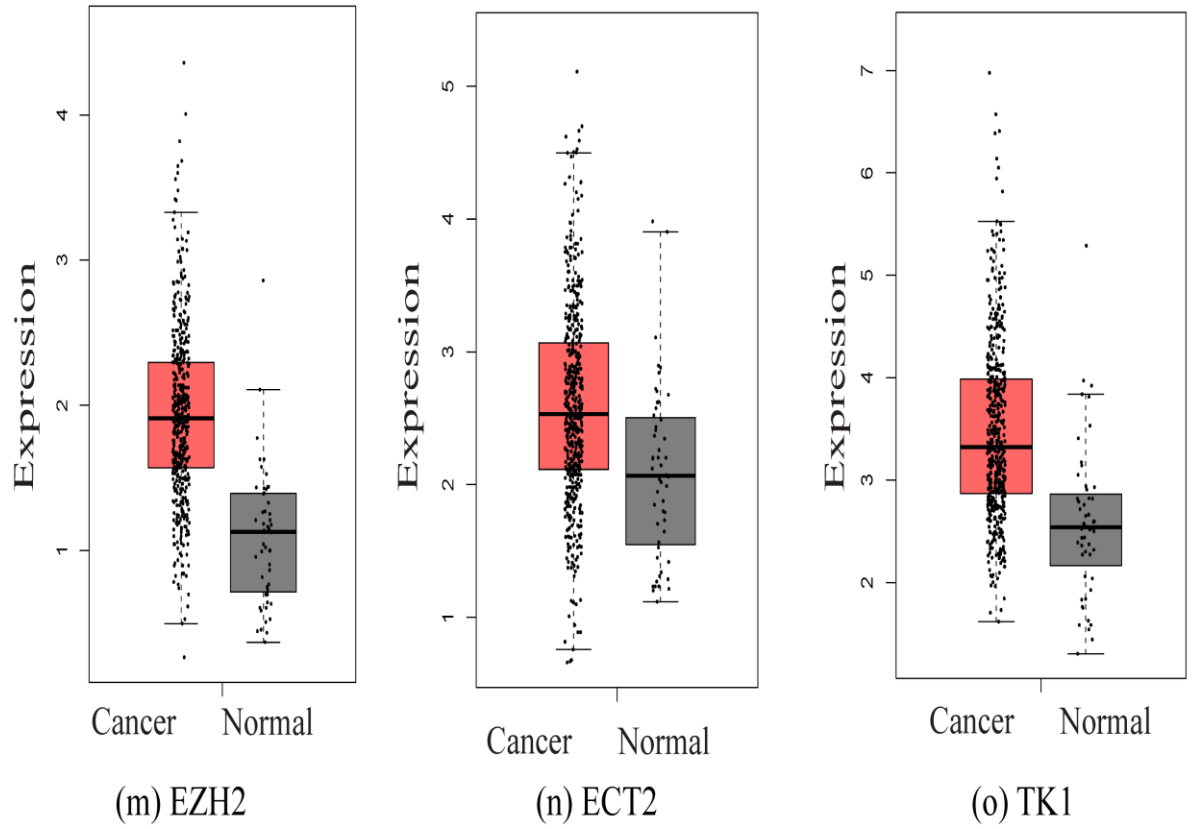 Expression
4
3
2
1
Cancer Normal
(m) EZH2
Expression
5
4
3
2
1
Cancer Normal
(n) ECT2
Expression
7
6
5
4
3
2
Cancer Normal
(o) TK1